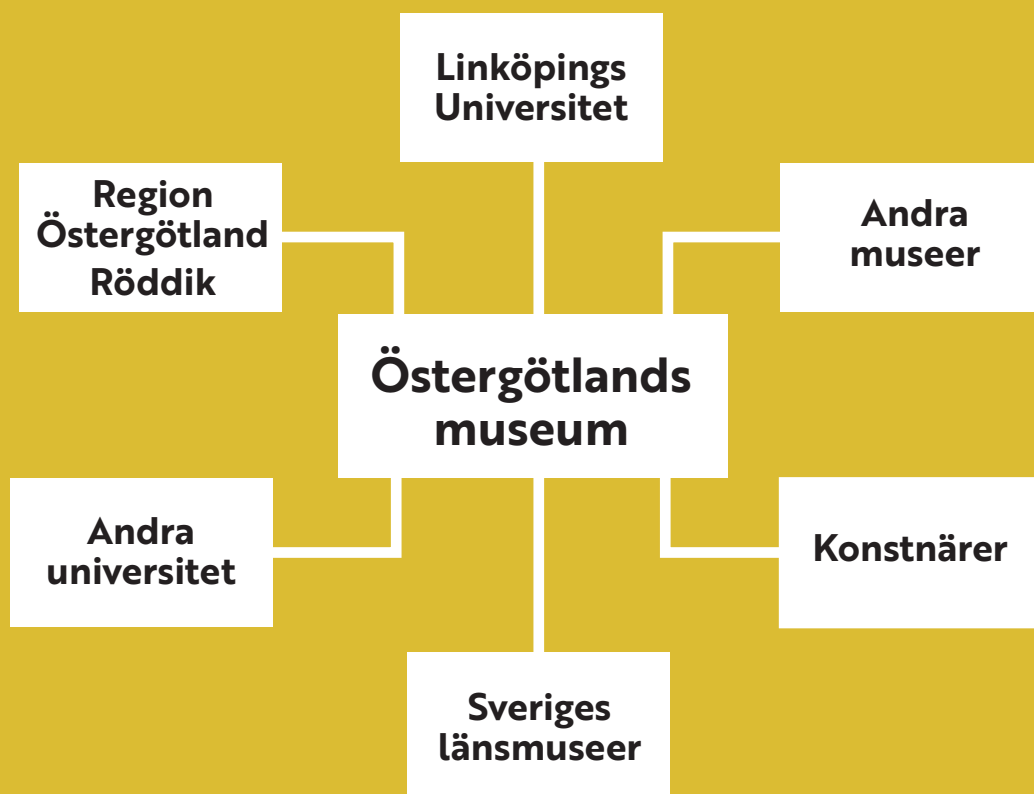 Linköpings
Universitet
Region
Östergötland
Röddik
Andra
museer
Östergötlands
museum
Andra
universitet
Konstnärer
Sveriges
länsmuseer